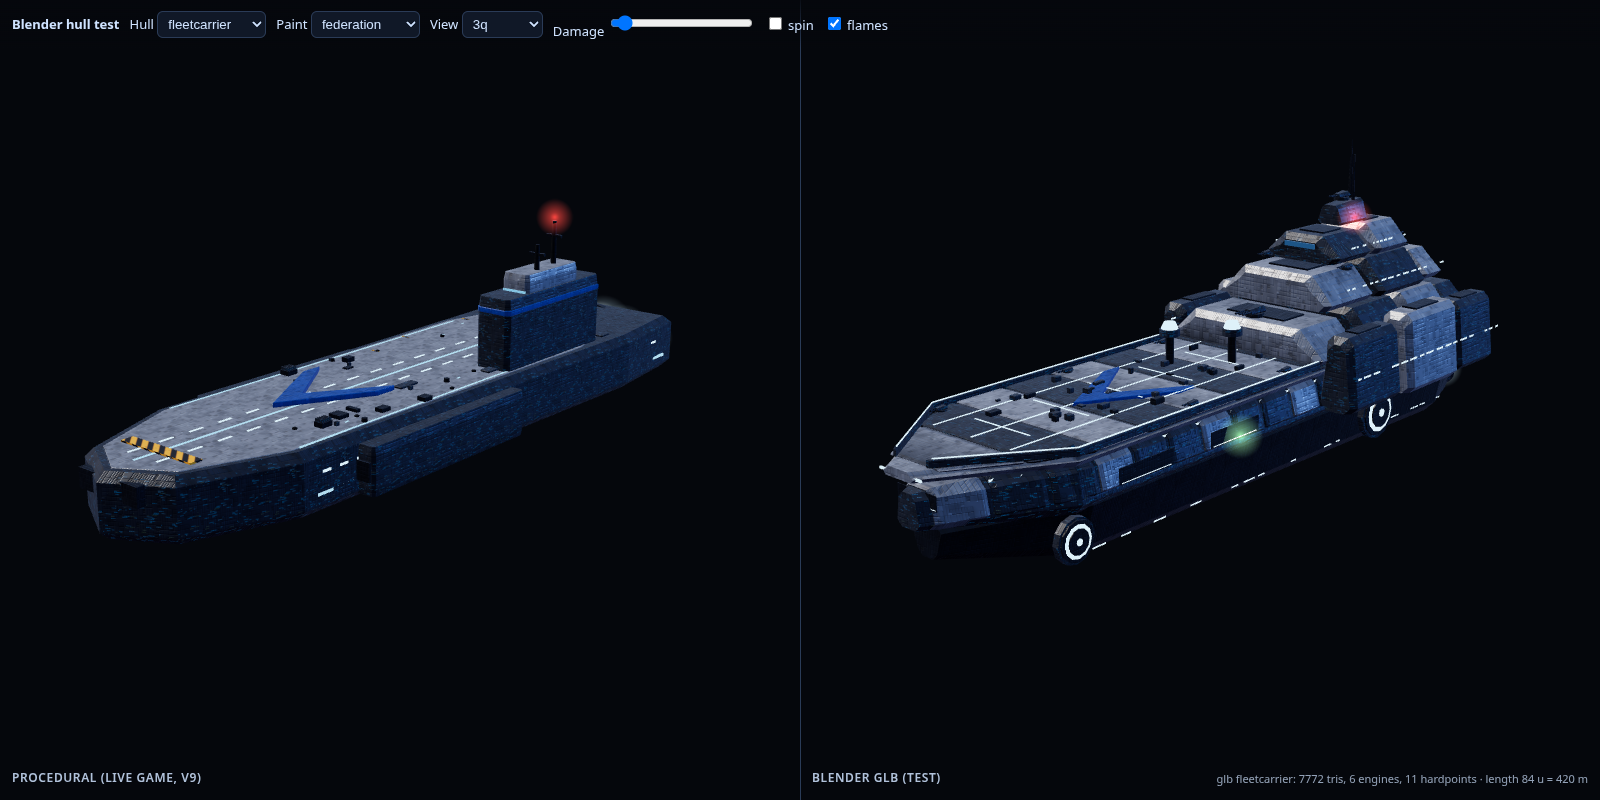 Blender hull test Hull fleetcarrier Paint federation View 3q Damage spin flames
PROCEDURAL (LIVE GAME, V9)
BLENDER GLB (TEST)
glb fleetcarrier: 7772 tris, 6 engines, 11 hardpoints · length 84 u = 420 m